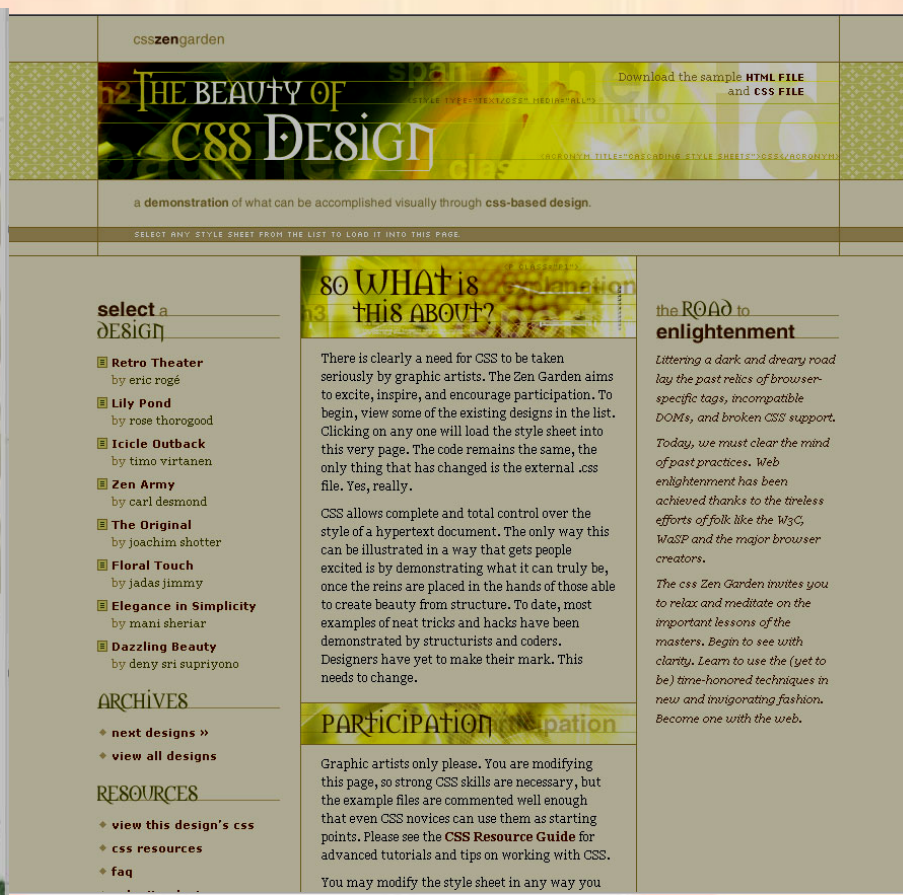 csszengarden
THE BEAUTY OF
CSS DESIGN
Download the sample HTML FILE
and CSS FILE
span
h2
<STYLE TYPE="TEXT/CSS" MEDIA="ALL">
intro
clas
<ACRONYM TITLE="CASCADING STYLE SHEETS">CSS</ACRONYM>
a demonstration of what can be accomplished visually through css-based design.
SELECT ANY STYLE SHEET FROM THE LIST TO LOAD IT INTO THIS PAGE.
select a
DESIGN
Retro Theater
by eric rogé
Lily Pond
by rose thorogood
Icicle Outback
by timo virtanen
Zen Army
by carl desmond
The Original
by joachim shotter
Floral Touch
by jadas jimmy
Elegance in Simplicity
by mani sheriar
Dazzling Beauty
by deny sri supriyono
ARCHIVES
next designs »
view all designs
RESOURCES
view this design's css
css resources
faq
SO WHAT IS
THIS ABOUT?
h3
There is clearly a need for CSS to be taken
seriously by graphic artists. The Zen Garden aims
to excite, inspire, and encourage participation. To
begin, view some of the existing designs in the list.
Clicking on any one will load the style sheet into
this very page. The code remains the same, the
only thing that has changed is the external .css
file. Yes, really.
CSS allows complete and total control over the
style of a hypertext document. The only way this
can be illustrated in a way that gets people
excited is by demonstrating what it can truly be,
once the reins are placed in the hands of those able
to create beauty from structure. To date, most
examples of neat tricks and hacks have been
demonstrated by structurists and coders.
Designers have yet to make their mark. This
needs to change.
PARTICIPATION
Graphic artists only please. You are modifying
this page, so strong CSS skills are necessary, but
the example files are commented well enough
that even CSS novices can use them as starting
points. Please see the CSS Resource Guide for
advanced tutorials and tips on working with CSS.
You may modify the style sheet in any way you
the ROAD to
enlightenment
Littering a dark and dreary road
lay the past relics of browser-
specific tags, incompatible
DOMs, and broken CSS support.
Today, we must clear the mind
of past practices. Web
enlightenment has been
achieved thanks to the tireless
efforts of folk like the W3C,
WaSP and the major browser
creators.
The css Zen Garden invites you
to relax and meditate on the
important lessons of the
masters. Begin to see with
clarity. Learn to use the (yet to
be) time-honored techniques in
new and invigorating fashion.
Become one with the web.